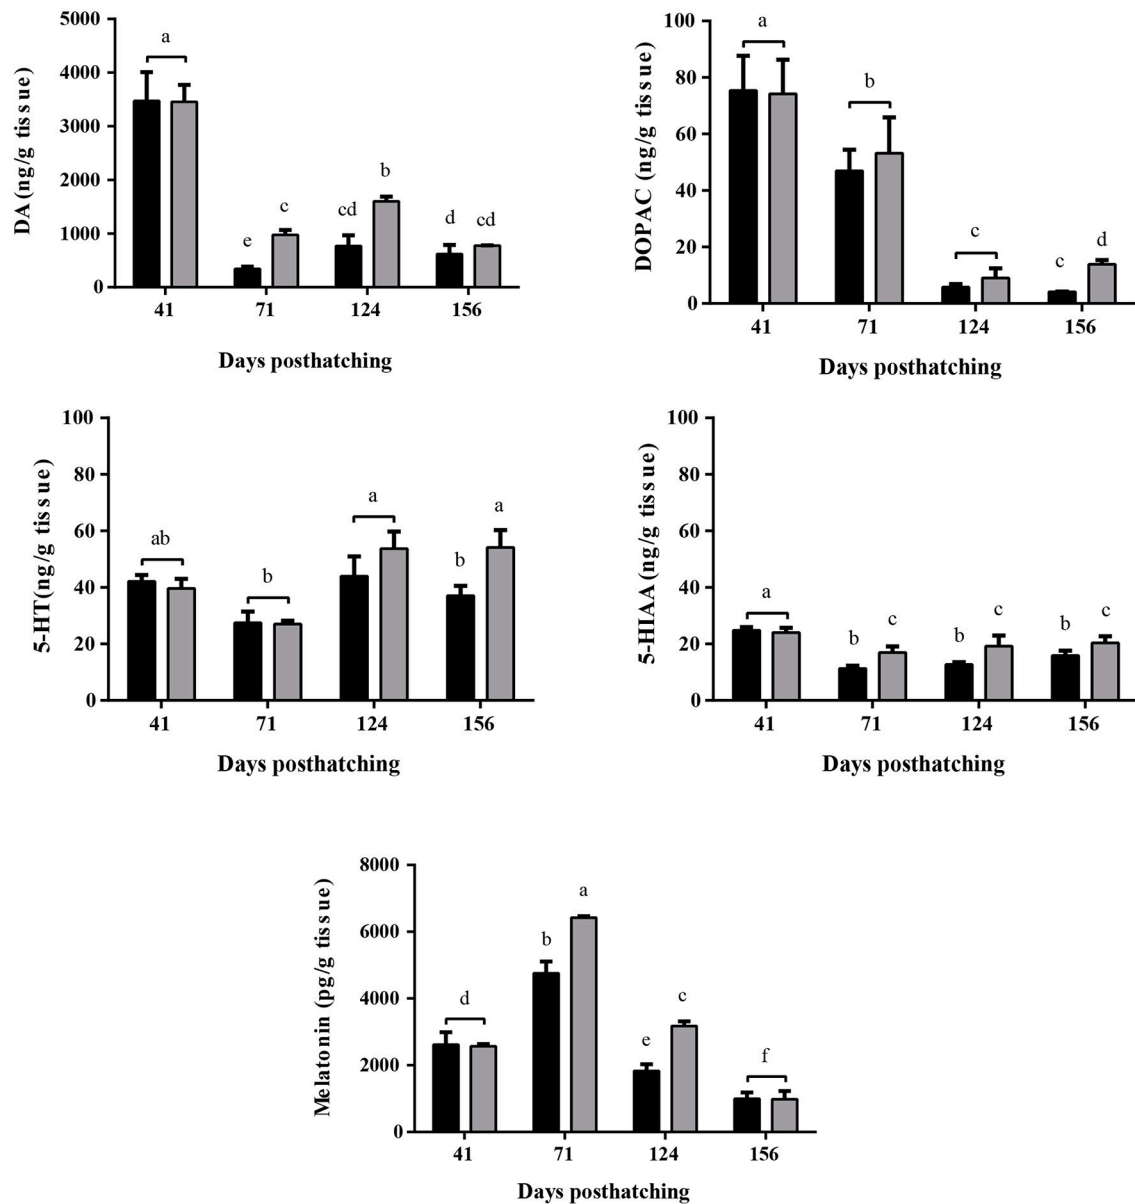 DA (ng/g tissue)
5000
4000
3000
2000
1000
0
a
e
c
cd
b
d
cd
41 71 124 156
Days posthatching
DOPAC (ng/g tissue)
100
80
60
40
20
0
a
b
c
c
d
41 71 124 156
Days posthatching
5-HT(ng/g tissue)
100
80
60
40
20
0
ab
b
a
b
a
41 71 124 156
Days posthatching
5-HIAA (ng/g tissue)
100
80
60
40
20
0
a
b
c
b
c
b
c
41 71 124 156
Days posthatching
Melatonin (pg/g tissue)
8000
6000
4000
2000
0
d
b
a
e
c
f
41 71 124 156
Days posthatching